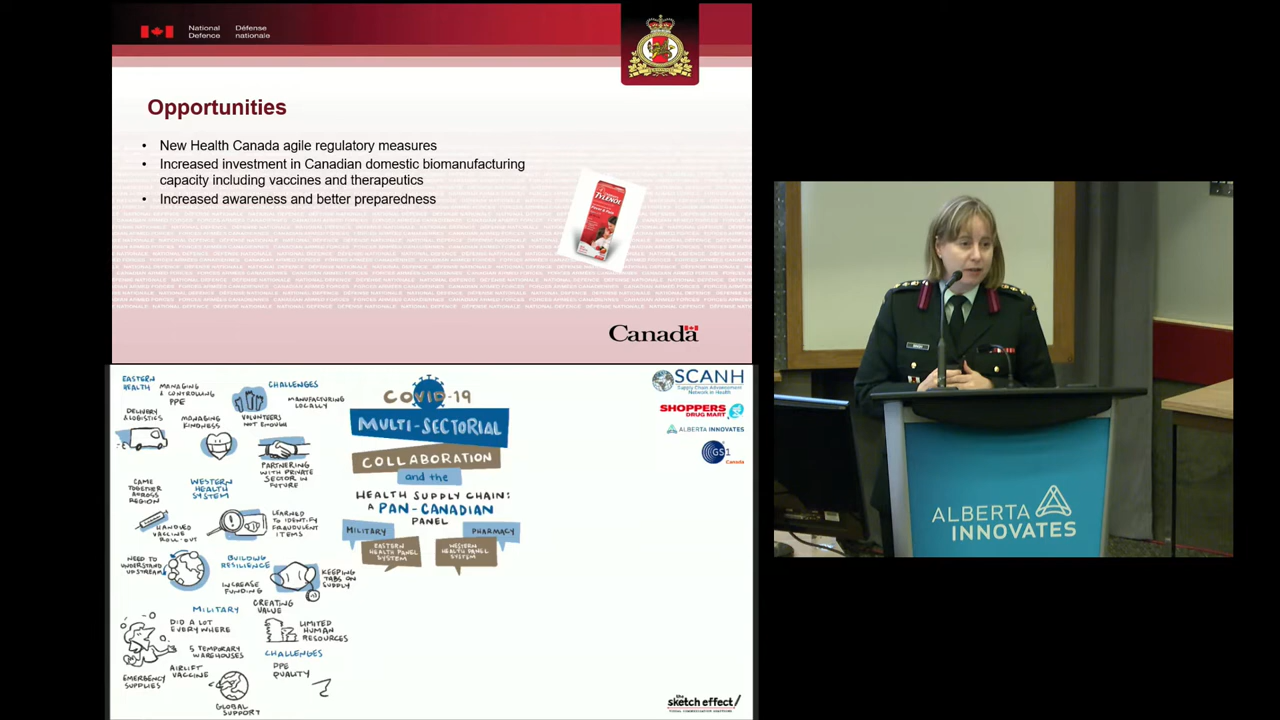 National
Defence
Défense
nationale
Opportunities
• New Health Canada agile regulatory measures
• Increased investment in Canadian domestic biomanufacturing
capacity including vaccines and therapeutics
• Increased awareness and better preparedness
TYLENOL
Canada
EASTERN
HEALTH
MANAGING
& CONTROLLING
PPE
CHALLENGES
MANUFACTURING
LOCALLY
DELIVERY
& LOGISTICS
MANAGING
KINDNESS
VOLUNTEERS
NOT ENOUGH
PARTNERING
WITH PRIVATE
SECTOR IN
FUTURE
CAME
TOGETHER
ACROSS
REGION
WESTERN
HEALTH
SYSTEM
HANDLED
VACCINE
ROLL-OUT
LEARNED
TO IDENTIFY
FRAUDULENT
ITEMS
NEED TO
UNDERSTAND
UPSTREAM
BUILDING
RESILIENCE
INCREASE
FUNDING
KEEPING
TABS ON
SUPPLY
MILITARY
CREATING
VALUE
DID A LOT
EVERYWHERE
LIMITED
HUMAN
RESOURCES
5 TEMPORARY
WAREHOUSES
CHALLENGES
AIRLIFT
VACCINE
PPE
QUALITY
EMERGENCY
SUPPLIES
GLOBAL
SUPPORT
COVID-19
MULTI-SECTORIAL
COLLABORATION
and the
HEALTH SUPPLY CHAIN:
A PAN-CANADIAN
PANEL
MILITARY
PHARMACY
EASTERN
HEALTH PANEL
SYSTEM
WESTERN
HEALTH PANEL
SYSTEM
SCANH
Supply Chain Advancement
Network in Health
SHOPPERS
DRUG MART
ALBERTA INNOVATES
GS1
Canada
the
sketch effect/
ALBERTA
INNOVATES